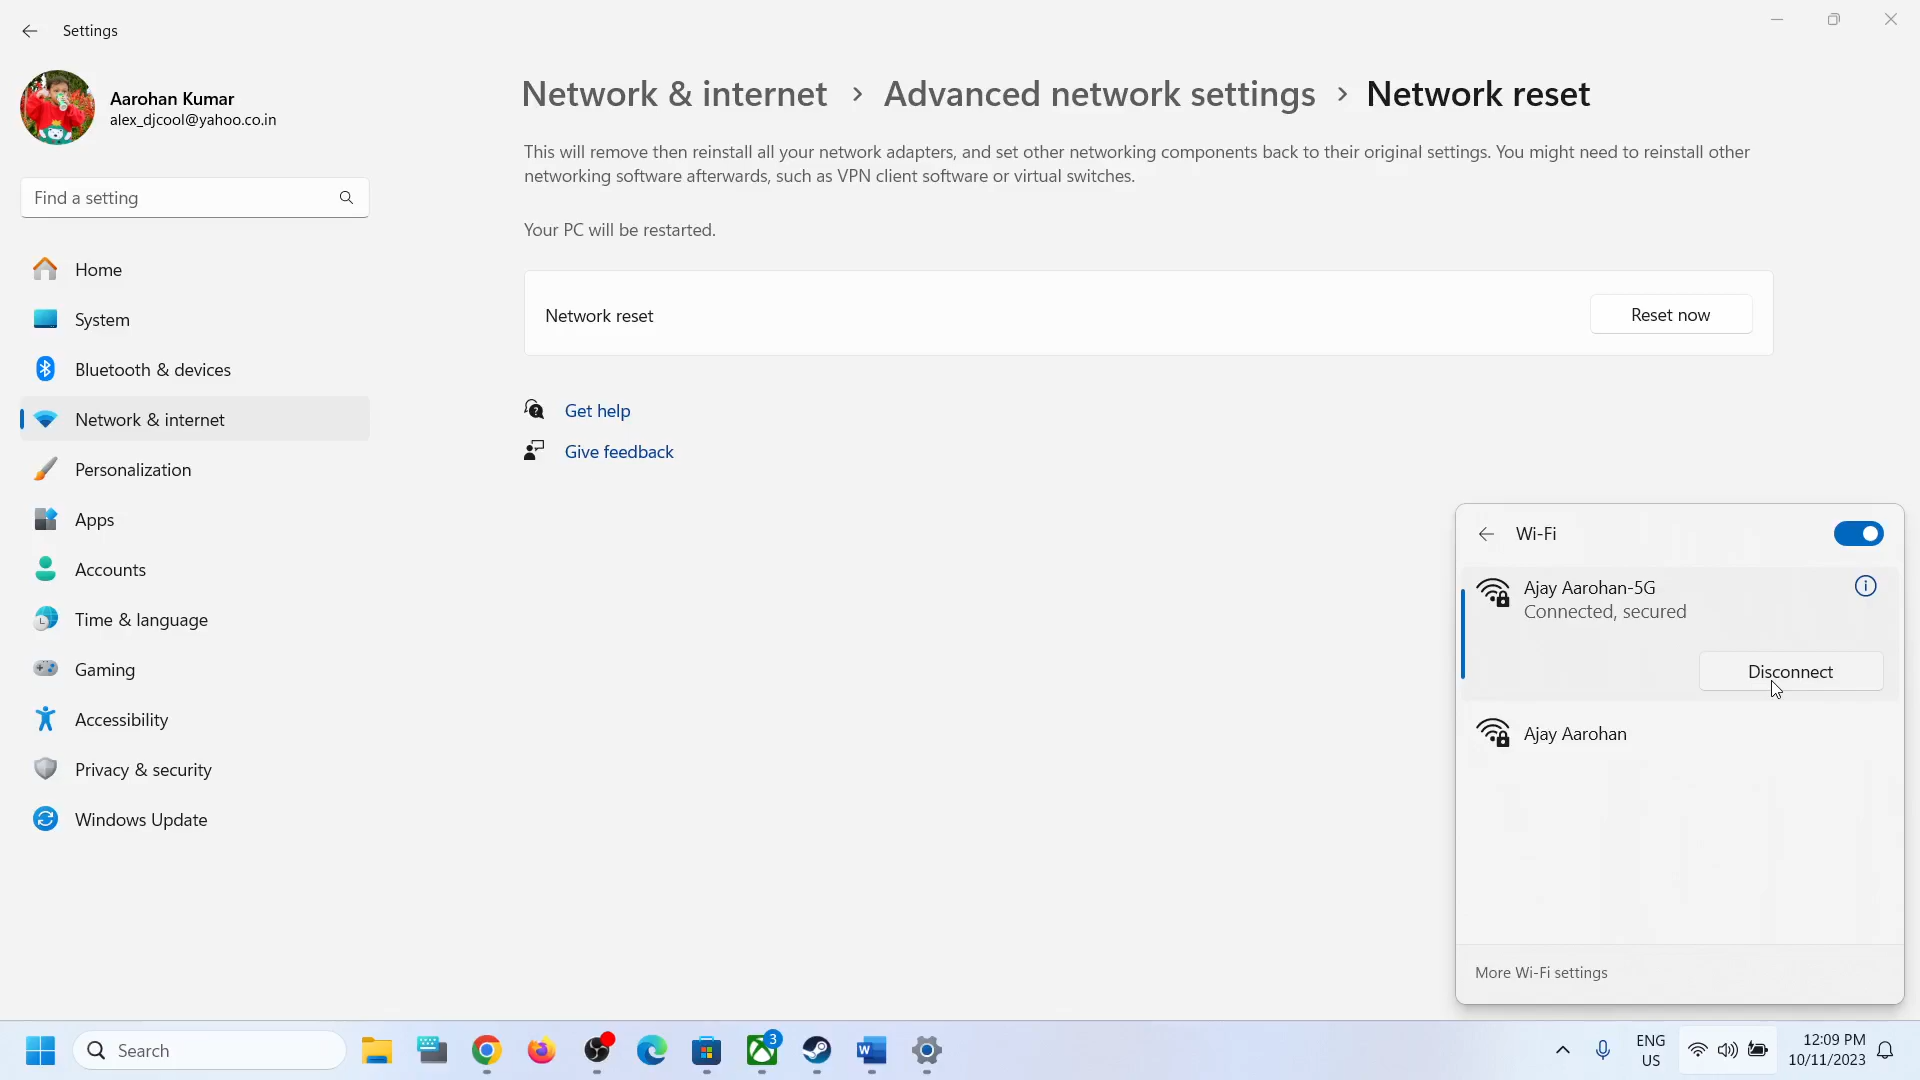 Settings
Aarohan Kumar
alex_djcool@yahoo.co.in
Find a setting
Home
System
Bluetooth & devices
Network & internet
Personalization
Apps
Accounts
Time & language
Gaming
Accessibility
Privacy & security
Windows Update
Network & internet > Advanced network settings > Network reset
This will remove then reinstall all your network adapters, and set other networking components back to their original settings. You might need to reinstall other
networking software afterwards, such as VPN client software or virtual switches.
Your PC will be restarted.
Network reset
Reset now
Get help
Give feedback
Wi-Fi
Ajay Aarohan-5G
Connected, secured
Disconnect
Ajay Aarohan
More Wi-Fi settings
Search
3
ENG
US
12:09 PM
10/11/2023